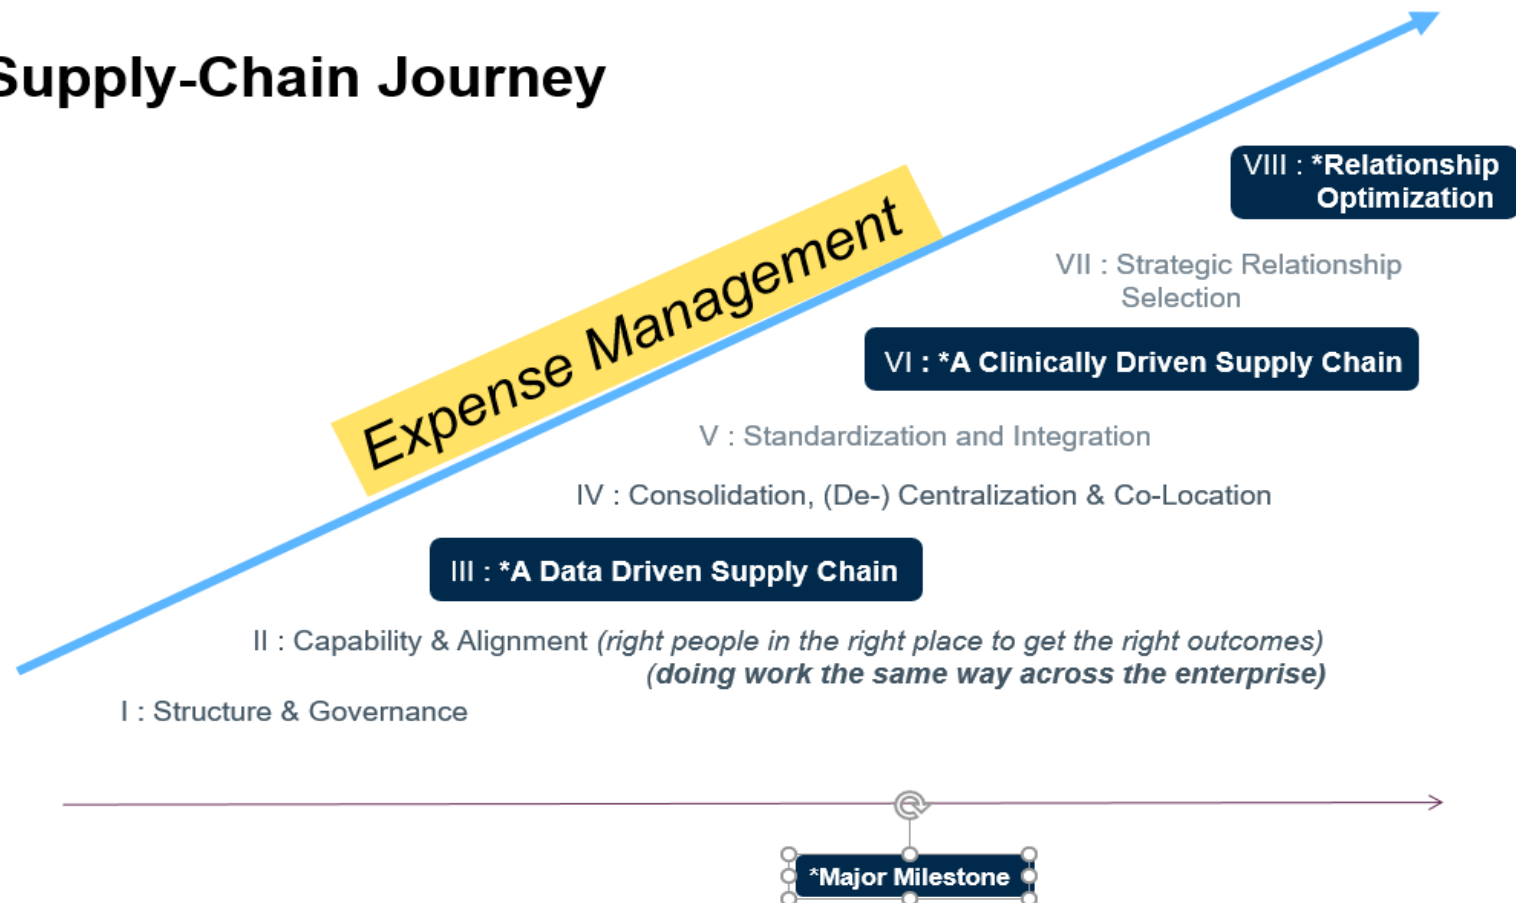 Supply-Chain Journey
Expense Management
VIII : *Relationship
Optimization
VII : Strategic Relationship
Selection
VI : *A Clinically Driven Supply Chain
V : Standardization and Integration
IV : Consolidation, (De-) Centralization & Co-Location
III : *A Data Driven Supply Chain
II : Capability & Alignment (right people in the right place to get the right outcomes)
(doing work the same way across the enterprise)
I : Structure & Governance
*Major Milestone